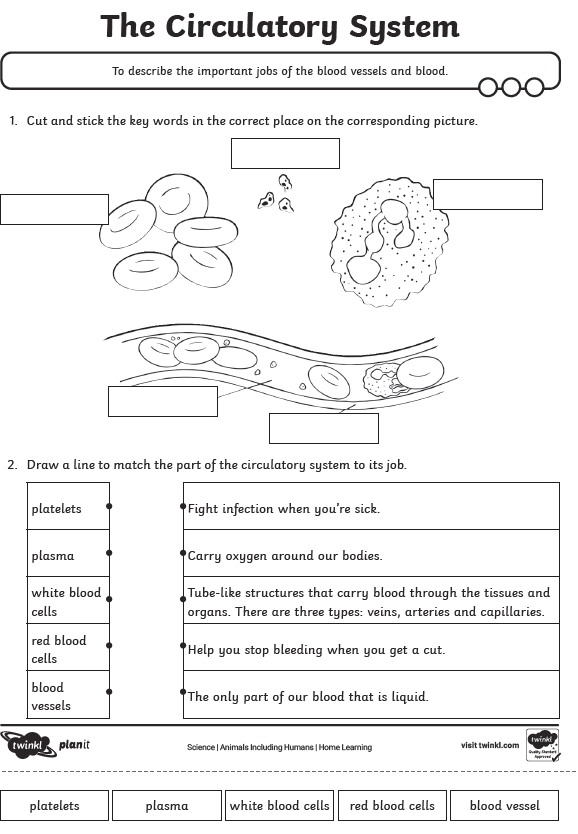 The Circulatory System
To describe the important jobs of the blood vessels and blood.
1. Cut and stick the key words in the correct place on the corresponding picture.
2. Draw a line to match the part of the circulatory system to its job.
platelets
Fight infection when you're sick.
plasma
Carry oxygen around our bodies.
white blood
cells
Tube-like structures that carry blood through the tissues and
organs. There are three types: veins, arteries and capillaries.
red blood
cells
Help you stop bleeding when you get a cut.
blood
vessels
The only part of our blood that is liquid.
twinkl planit
Science | Animals Including Humans | Home Learning
visit twinkl.com
twinkl
Quality Standard
Approved
platelets
plasma
white blood cells
red blood cells
blood vessel